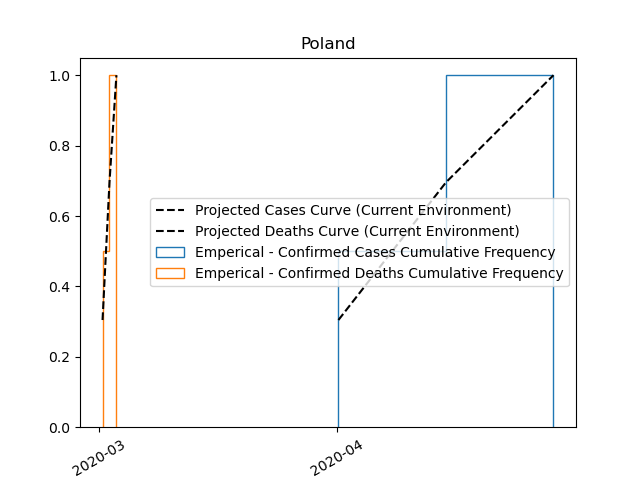 Poland
1.0
0.8
0.6
0.4
0.2
0.0
Projected Cases Curve (Current Environment)
Projected Deaths Curve (Current Environment)
Emperical - Confirmed Cases Cumulative Frequency
Emperical - Confirmed Deaths Cumulative Frequency
2020-03
2020-04